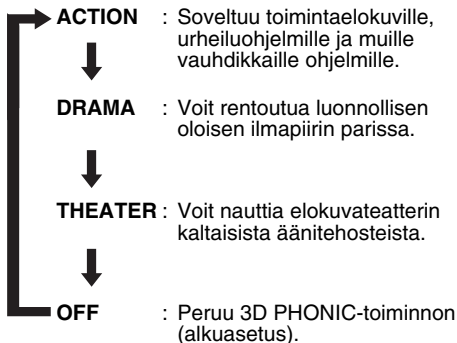 ACTION : Soveltuu toimintaelokuville,
urheiluohjelmille ja muille
vauhdikkaille ohjelmille.
DRAMA : Voit rentoutua luonnollisen
oloisen ilmapiirin parissa.
THEATER : Voit nauttia elokuvateatterin
kaltaisista äänitehosteista.
OFF : Peruu 3D PHONIC-toiminnon
(alkuasetus).